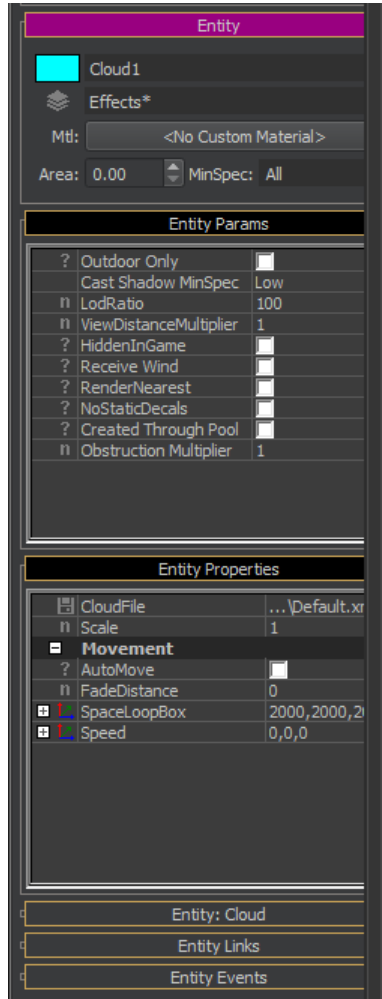 Entity
Cloud1
Effects*
Mtl: <No Custom Material>
Area: 0.00 MinSpec: All
Entity Params
? Outdoor Only
Cast Shadow MinSpec Low
n LodRatio 100
n ViewDistanceMultiplier 1
? HiddenInGame
? Receive Wind
? RenderNearest
? NoStaticDecals
? Created Through Pool
n Obstruction Multiplier 1
Entity Properties
CloudFile ...\Default.xm
n Scale 1
Movement
? AutoMove
n FadeDistance 0
SpaceLoopBox 2000,2000,20
Speed 0,0,0
Entity: Cloud
Entity Links
Entity Events